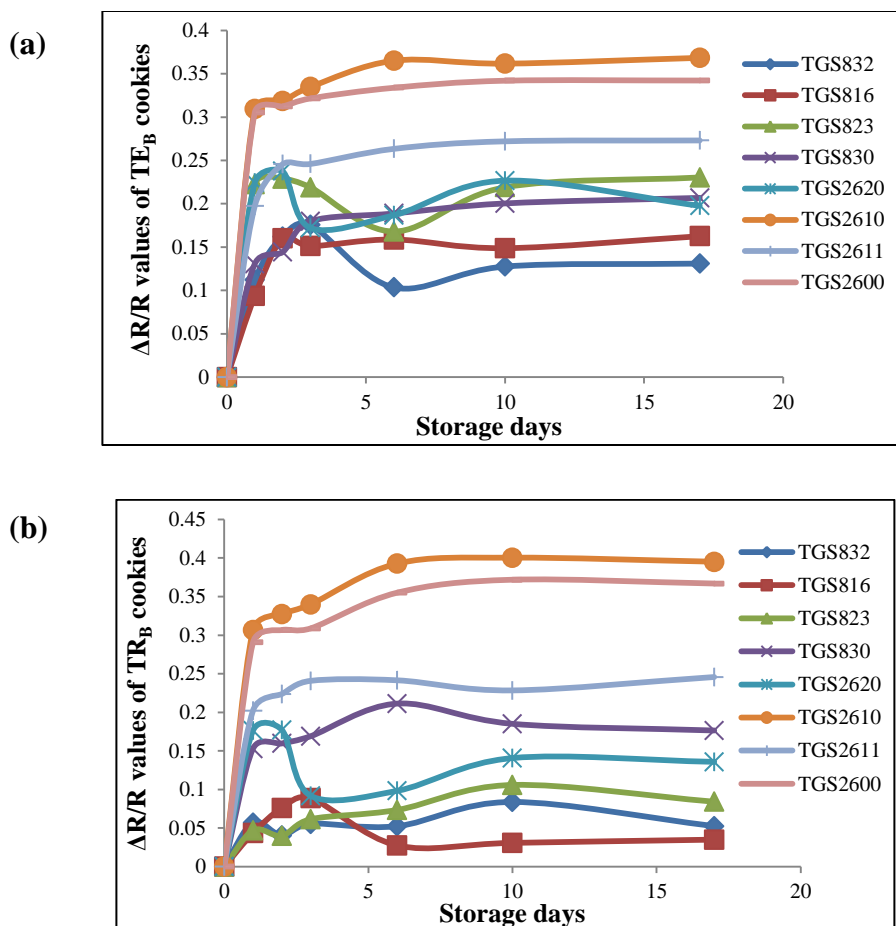 (a)
ΔR/R values of TE_B cookies
0.4
0.35
0.3
0.25
0.2
0.15
0.1
0.05
0
0 5 10 15 20
Storage days
TGS832
TGS816
TGS823
TGS830
TGS2620
TGS2610
TGS2611
TGS2600
(b)
ΔR/R values of TR_B cookies
0.45
0.4
0.35
0.3
0.25
0.2
0.15
0.1
0.05
0
0 5 10 15 20
Storage days
TGS832
TGS816
TGS823
TGS830
TGS2620
TGS2610
TGS2611
TGS2600